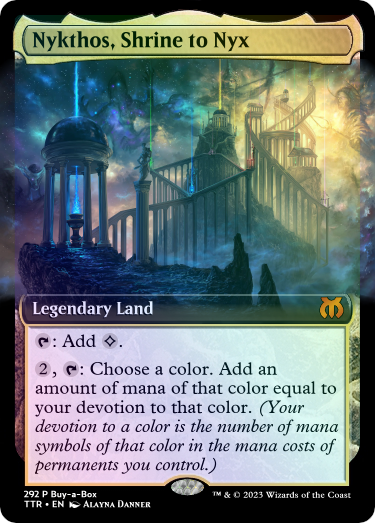 Nykthos, Shrine to Nyx
Legendary Land
: Add .
2, : Choose a color. Add an
amount of mana of that color equal to
your devotion to that color. (Your
devotion to a color is the number of mana
symbols of that color in the mana costs of
permanents you control.)
292 P Buy-a-Box
TTR • EN Alayna Danner
™ & © 2023 Wizards of the Coast